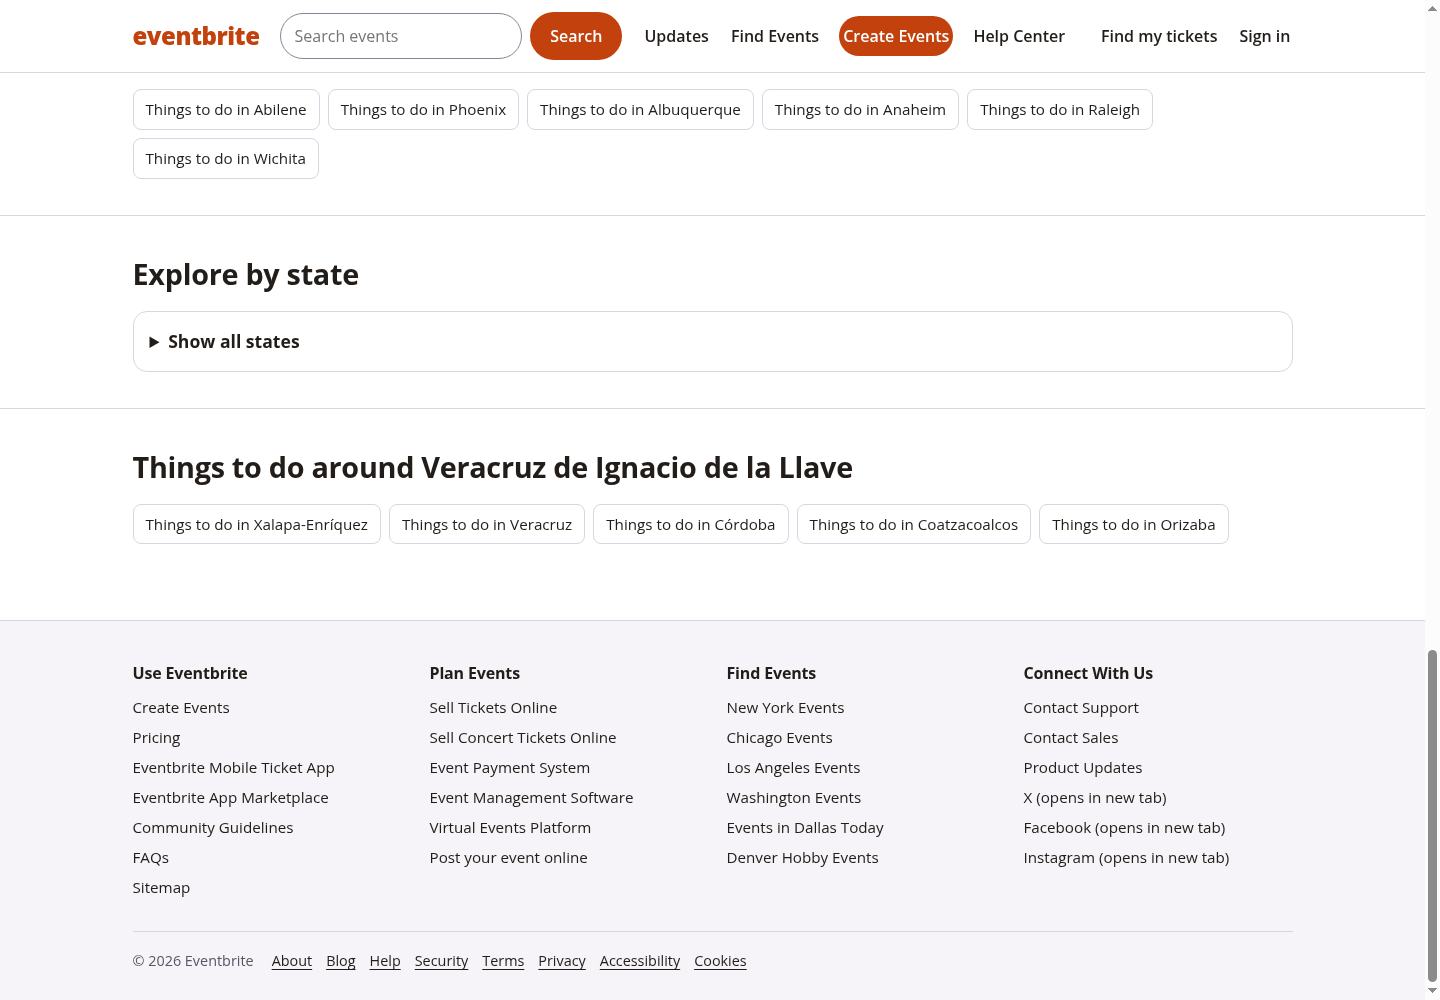 eventbrite Search events Search Updates Find Events Create Events Help Center Find my tickets Sign in
Things to do in Abilene Things to do in Phoenix Things to do in Albuquerque Things to do in Anaheim Things to do in Raleigh
Things to do in Wichita
Explore by state
Show all states
Things to do around Veracruz de Ignacio de la Llave
Things to do in Xalapa-Enríquez Things to do in Veracruz Things to do in Córdoba Things to do in Coatzacoalcos Things to do in Orizaba
Use Eventbrite
Create Events
Pricing
Eventbrite Mobile Ticket App
Eventbrite App Marketplace
Community Guidelines
FAQs
Sitemap
Plan Events
Sell Tickets Online
Sell Concert Tickets Online
Event Payment System
Event Management Software
Virtual Events Platform
Post your event online
Find Events
New York Events
Chicago Events
Los Angeles Events
Washington Events
Events in Dallas Today
Denver Hobby Events
Connect With Us
Contact Support
Contact Sales
Product Updates
X (opens in new tab)
Facebook (opens in new tab)
Instagram (opens in new tab)
© 2026 Eventbrite About Blog Help Security Terms Privacy Accessibility Cookies